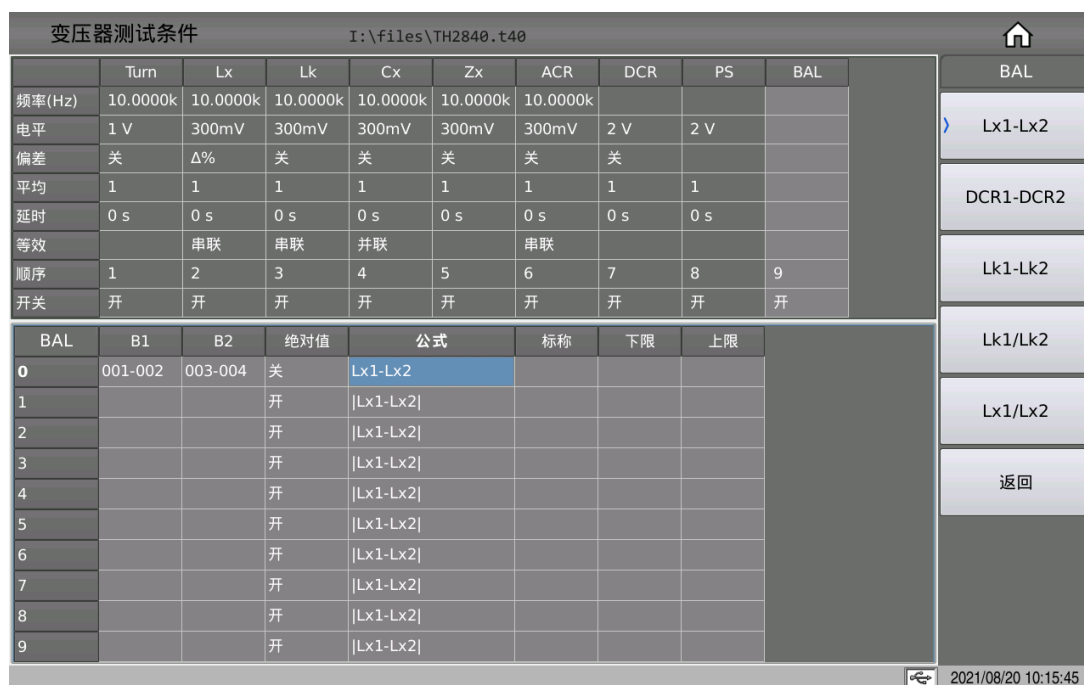 变压器测试条件 I:\files\TH2840.t40
Turn Lx Lk Cx Zx ACR DCR PS BAL
频率(Hz) 10.0000k 10.0000k 10.0000k 10.0000k 10.0000k 10.0000k
电平 1 V 300mV 300mV 300mV 300mV 300mV 2 V 2 V
偏差 关 Δ% 关 关 关 关 关
平均 1 1 1 1 1 1 1 1
延时 0 s 0 s 0 s 0 s 0 s 0 s 0 s 0 s
等效 串联 串联 并联 串联
顺序 1 2 3 4 5 6 7 8 9
开关 开 开 开 开 开 开 开 开 开
BAL B1 B2 绝对值 公式 标称 下限 上限
0 001-002 003-004 关 Lx1-Lx2
1 开 |Lx1-Lx2|
2 开 |Lx1-Lx2|
3 开 |Lx1-Lx2|
4 开 |Lx1-Lx2|
5 开 |Lx1-Lx2|
6 开 |Lx1-Lx2|
7 开 |Lx1-Lx2|
8 开 |Lx1-Lx2|
9 开 |Lx1-Lx2|
BAL
Lx1-Lx2
DCR1-DCR2
Lk1-Lk2
Lk1/Lk2
Lx1/Lx2
返回
2021/08/20 10:15:45